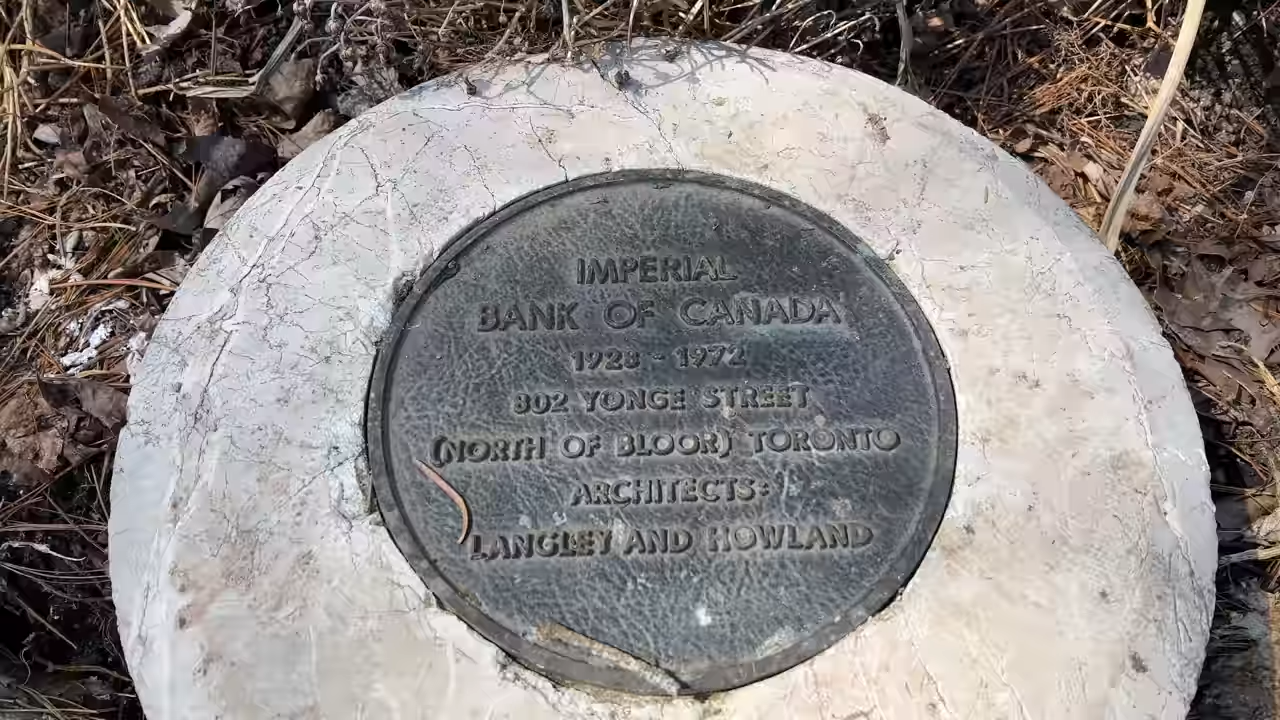 IMPERIAL
BANK OF CANADA
1928 - 1972
802 YONGE STREET
(NORTH OF BLOOR) TORONTO
ARCHITECTS:
LANGLEY AND HOWLAND